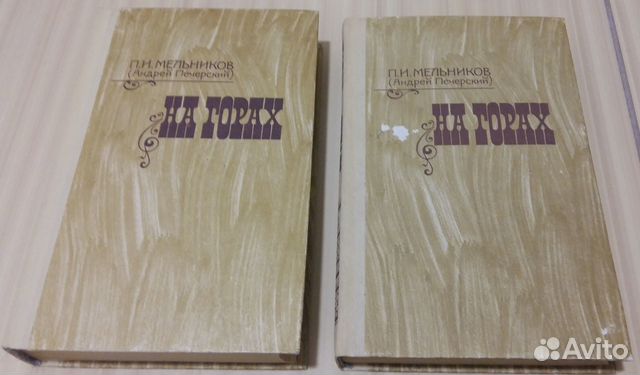 П.И. МЕЛЬНИКОВ
(Андрей Печерский)
НА ГОРАХ
П.И. МЕЛЬНИКОВ
(Андрей Печерский)
НА ГОРАХ
Avito